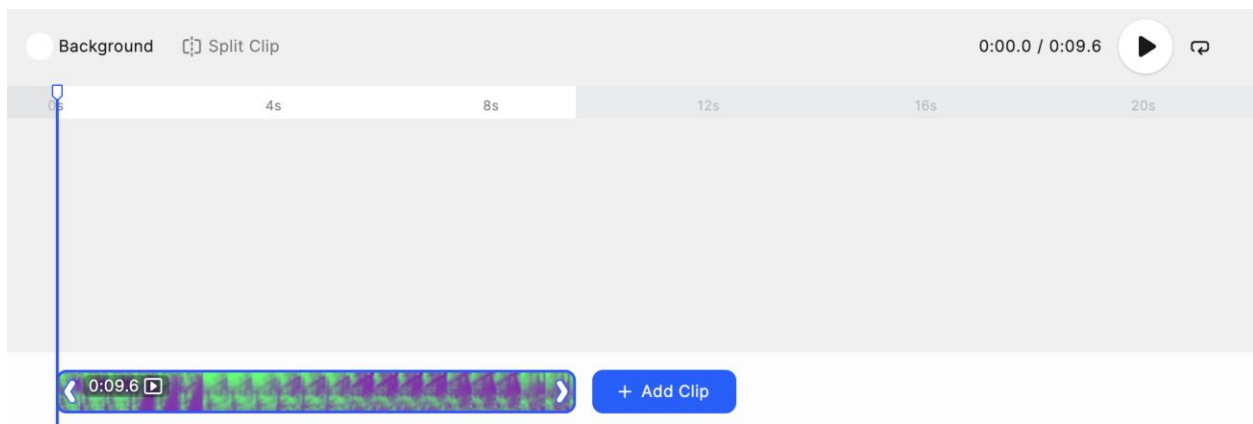 Background Split Clip 0:00.0 / 0:09.6
0s 4s 8s 12s 16s 20s
0:09.6 + Add Clip